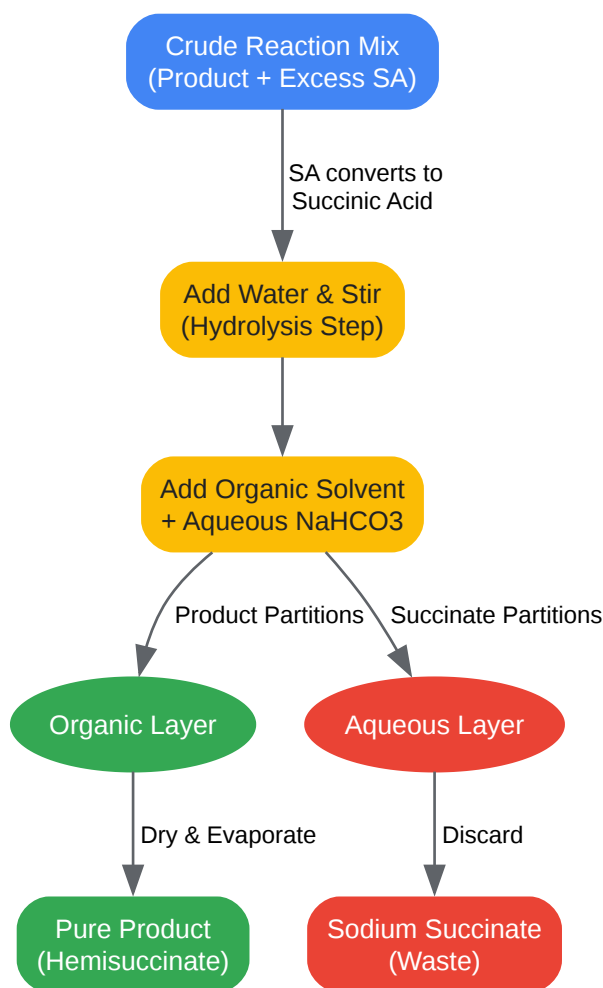 Crude Reaction Mix
(Product + Excess SA)
SA converts to
Succinic Acid
Add Water & Stir
(Hydrolysis Step)
Add Organic Solvent
+ Aqueous NaHCO3
Product Partitions
Succinate Partitions
Organic Layer
Aqueous Layer
Dry & Evaporate
Discard
Pure Product
(Hemisuccinate)
Sodium Succinate
(Waste)